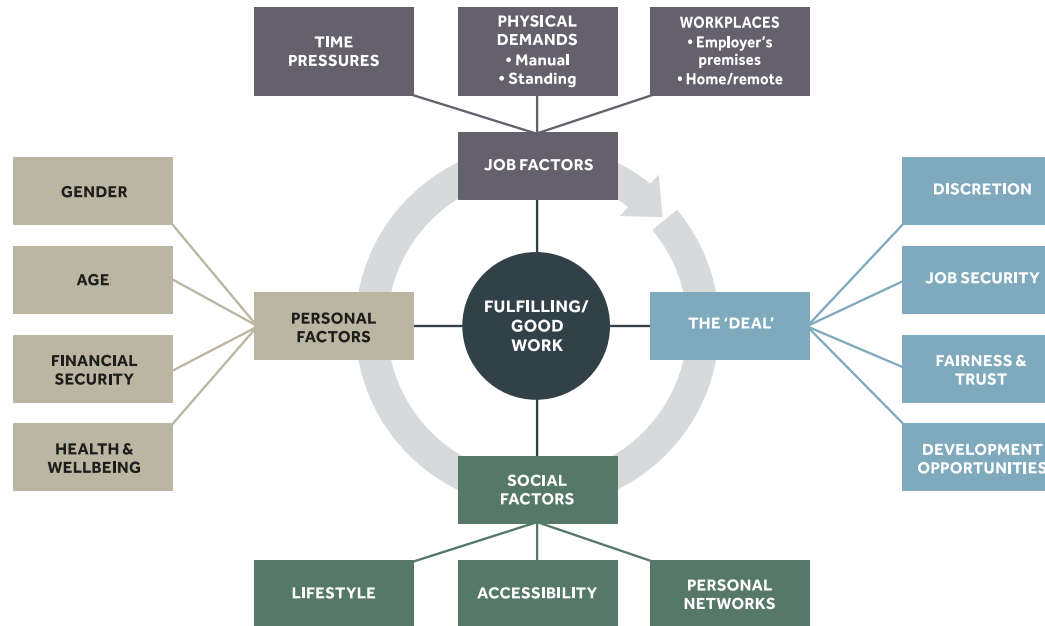 TIME
PRESSURES
PHYSICAL
DEMANDS
• Manual
• Standing
WORKPLACES
• Employer's
premises
• Home/remote
JOB FACTORS
GENDER
AGE
FINANCIAL
SECURITY
HEALTH &
WELLBEING
PERSONAL
FACTORS
FULFILLING/
GOOD
WORK
THE ‘DEAL’
DISCRETION
JOB SECURITY
FAIRNESS &
TRUST
DEVELOPMENT
OPPORTUNITIES
SOCIAL
FACTORS
LIFESTYLE
ACCESSIBILITY
PERSONAL
NETWORKS